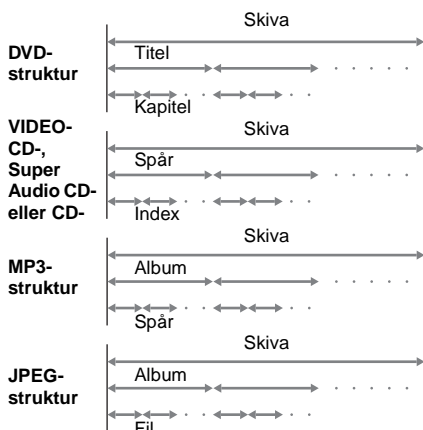 Skiva
DVD-
struktur
Titel
Kapitel
VIDEO-
CD-,
Super
Audio CD-
eller CD-
Skiva
Spår
Index
MP3-
struktur
Skiva
Album
Spår
JPEG-
struktur
Skiva
Album
Fil